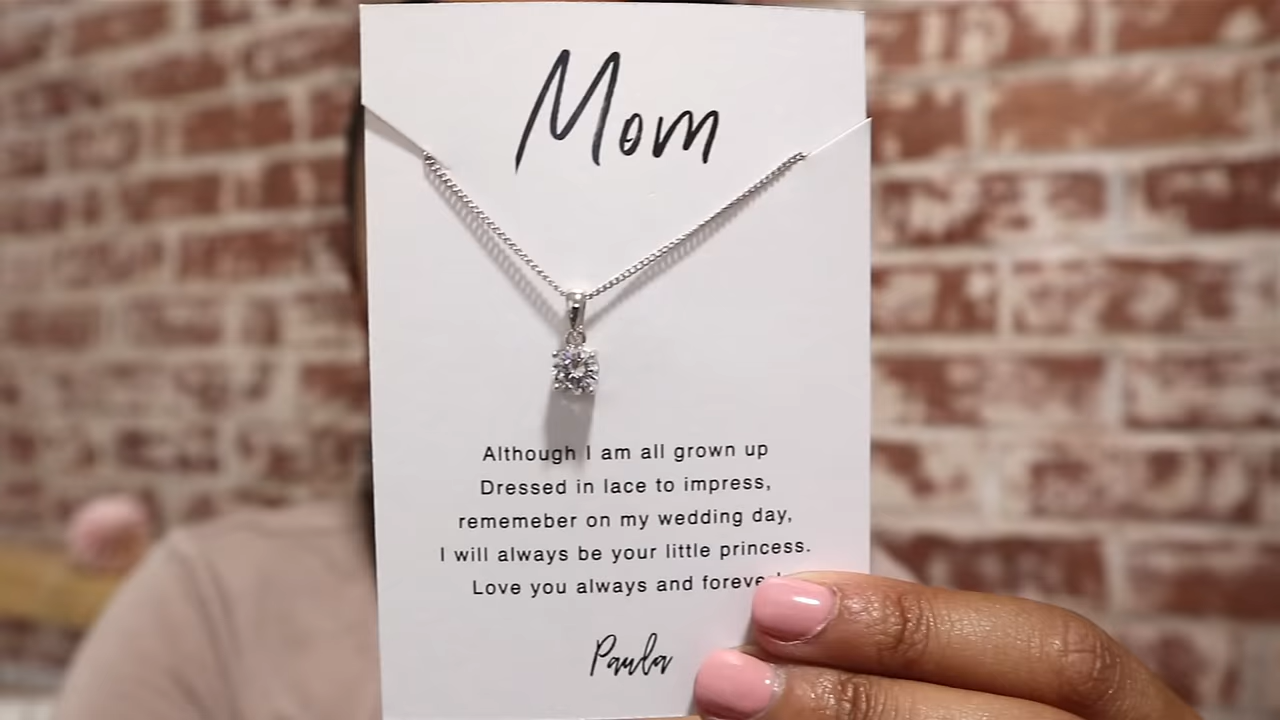 Mom
Although I am all grown up
Dressed in lace to impress,
rememeber on my wedding day,
I will always be your little princess.
Love you always and
Paula